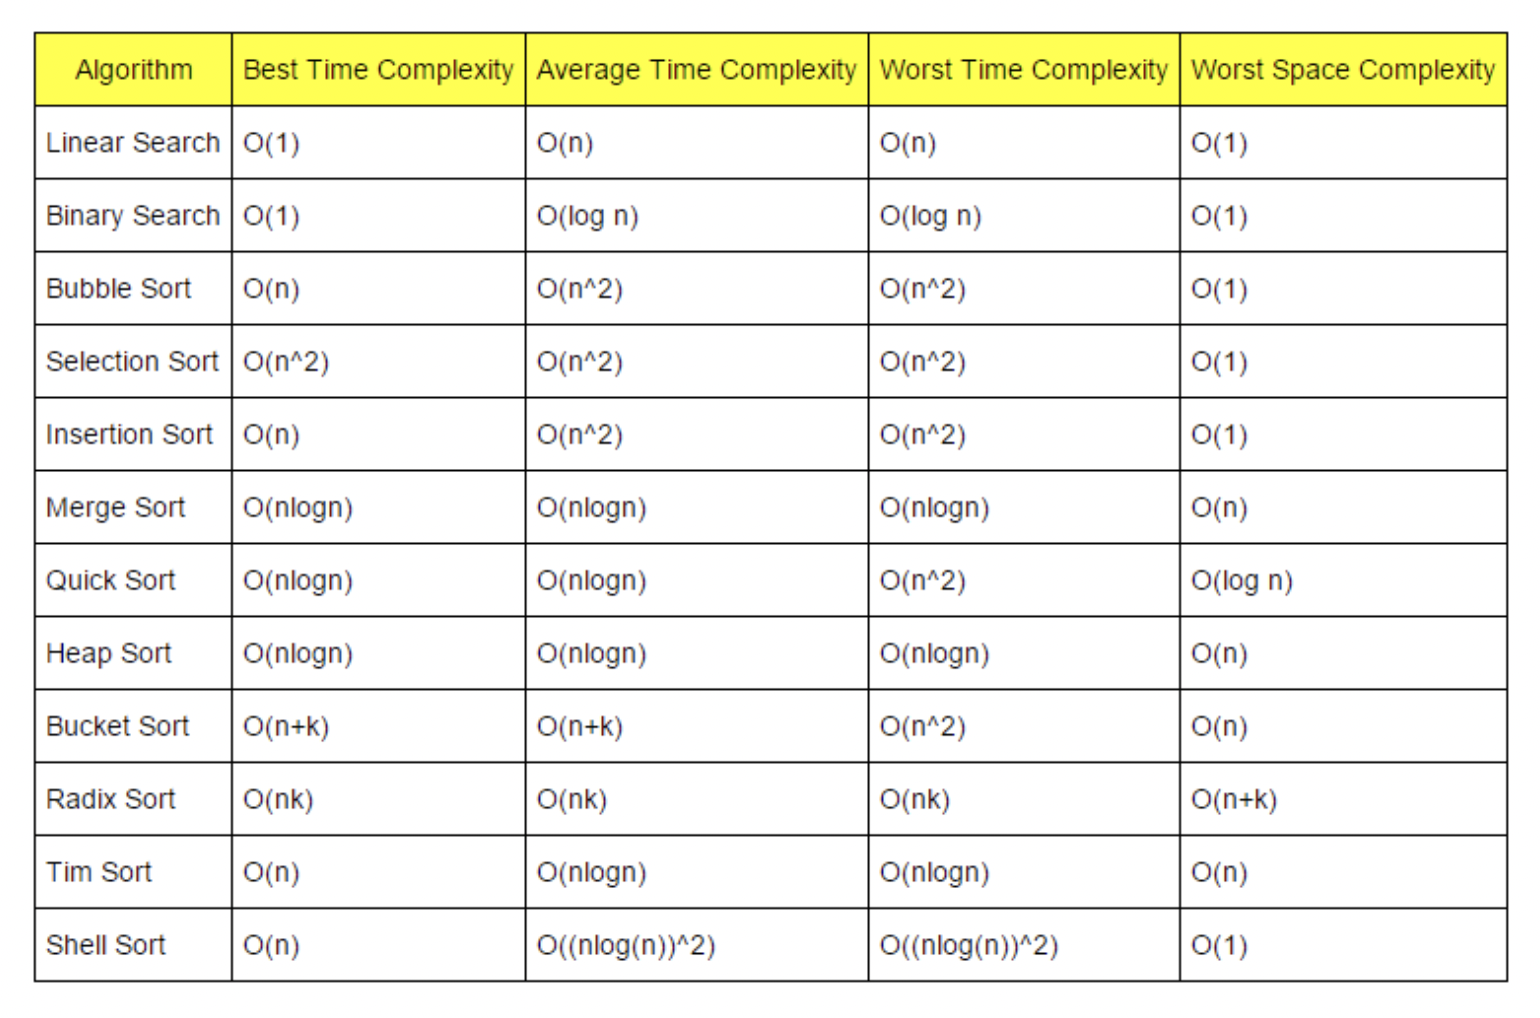 Algorithm Best Time Complexity Average Time Complexity Worst Time Complexity Worst Space Complexity
Linear Search O(1) O(n) O(n) O(1)
Binary Search O(1) O(log n) O(log n) O(1)
Bubble Sort O(n) O(n^2) O(n^2) O(1)
Selection Sort O(n^2) O(n^2) O(n^2) O(1)
Insertion Sort O(n) O(n^2) O(n^2) O(1)
Merge Sort O(nlogn) O(nlogn) O(nlogn) O(n)
Quick Sort O(nlogn) O(nlogn) O(n^2) O(log n)
Heap Sort O(nlogn) O(nlogn) O(nlogn) O(n)
Bucket Sort O(n+k) O(n+k) O(n^2) O(n)
Radix Sort O(nk) O(nk) O(nk) O(n+k)
Tim Sort O(n) O(nlogn) O(nlogn) O(n)
Shell Sort O(n) O((nlog(n))^2) O((nlog(n))^2) O(1)